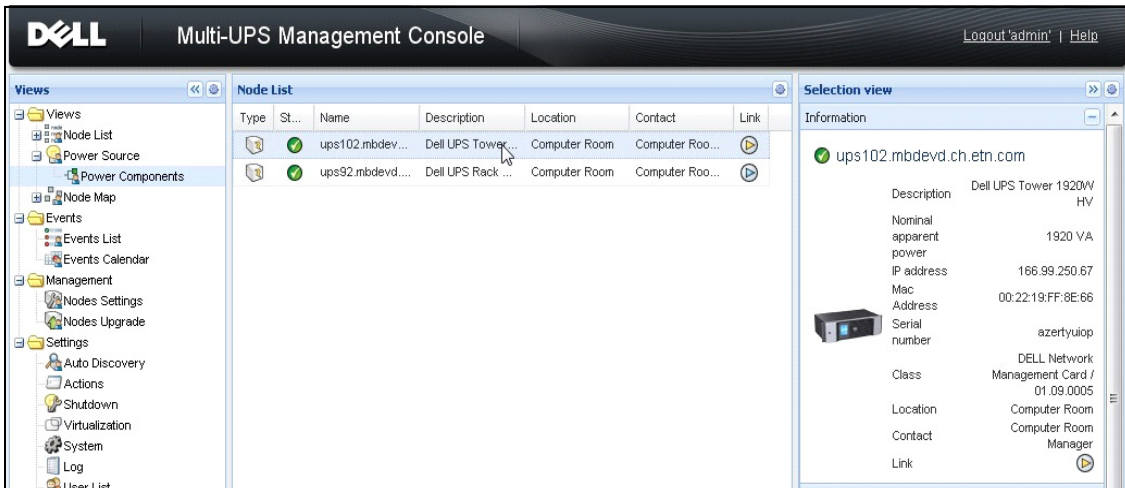 DELL Multi-UPS Management Console Logout 'admin' | Help
Views
Views
Node List
Power Source
Power Components
Node Map
Events
Events List
Events Calendar
Management
Nodes Settings
Nodes Upgrade
Settings
Auto Discovery
Actions
Shutdown
Virtualization
System
Log
User List
Node List
Type St... Name Description Location Contact Link
ups102.mbdev... Dell UPS Tower... Computer Room Computer Roo...
ups92.mbdevd.... Dell UPS Rack ... Computer Room Computer Roo...
Selection view
Information
ups102.mbdevd.ch.etn.com
Description Dell UPS Tower 1920W
HV
Nominal
apparent 1920 VA
power
IP address 166.99.250.67
Mac
Address 00:22:19:FF:8E:66
Serial
number azertyuiop
DELL Network
Class Management Card /
01.09.0005
Location Computer Room
Contact Computer Room
Manager
Link